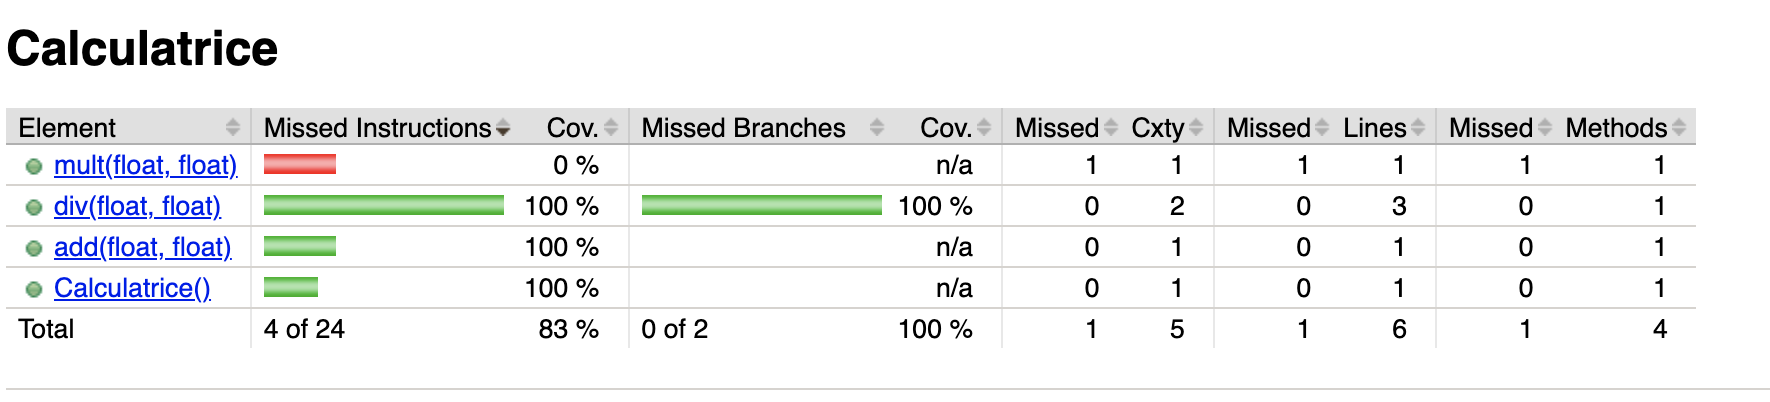 Calculatrice
Element Missed Instructions Cov. Missed Branches Cov. Missed Cxty Missed Lines Missed Methods
mult(float, float) 0 % n/a 1 1 1 1 1 1
div(float, float) 100 % 100 % 0 2 0 3 0 1
add(float, float) 100 % n/a 0 1 0 1 0 1
Calculatrice() 100 % n/a 0 1 0 1 0 1
Total 4 of 24 83 % 0 of 2 100 % 1 5 1 6 1 4